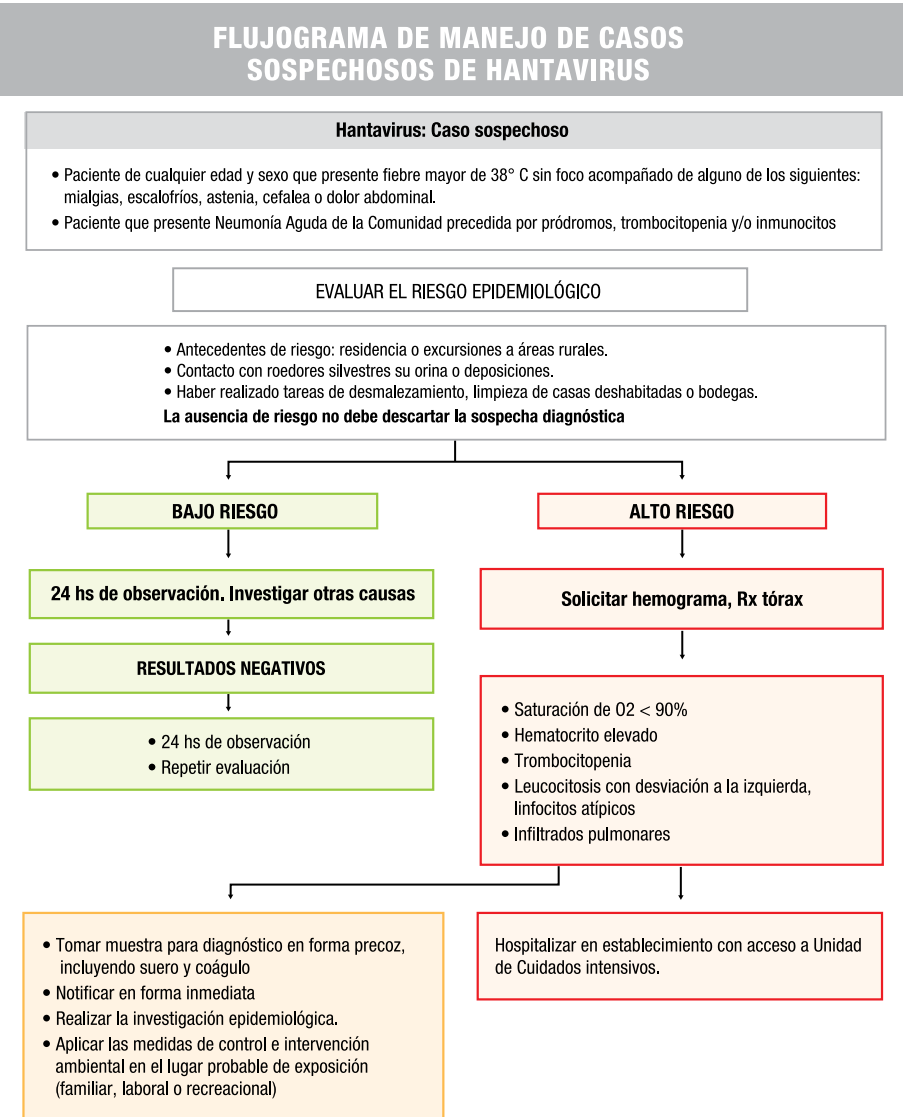 FLUJOGRAMA DE MANEJO DE CASOS
SOSPECHOSOS DE HANTAVIRUS
Hantavirus: Caso sospechoso
• Paciente de cualquier edad y sexo que presente fiebre mayor de 38° C sin foco acompañado de alguno de los siguientes:
mialgias, escalofríos, astenia, cefalea o dolor abdominal.
• Paciente que presente Neumonía Aguda de la Comunidad precedida por pródromos, trombocitopenia y/o inmunocitos
EVALUAR EL RIESGO EPIDEMIOLÓGICO
• Antecedentes de riesgo: residencia o excursiones a áreas rurales.
• Contacto con roedores silvestres su orina o deposiciones.
• Haber realizado tareas de desmalezamiento, limpieza de casas deshabitadas o bodegas.
La ausencia de riesgo no debe descartar la sospecha diagnóstica
BAJO RIESGO
24 hs de observación. Investigar otras causas
RESULTADOS NEGATIVOS
• 24 hs de observación
• Repetir evaluación
ALTO RIESGO
Solicitar hemograma, Rx tórax
• Saturación de O2 < 90%
• Hematocrito elevado
• Trombocitopenia
• Leucocitosis con desviación a la izquierda,
linfocitos atípicos
• Infiltrados pulmonares
• Tomar muestra para diagnóstico en forma precoz,
incluyendo suero y coágulo
• Notificar en forma inmediata
• Realizar la investigación epidemiológica.
• Aplicar las medidas de control e intervención
ambiental en el lugar probable de exposición
(familiar, laboral o recreacional)
Hospitalizar en establecimiento con acceso a Unidad
de Cuidados intensivos.